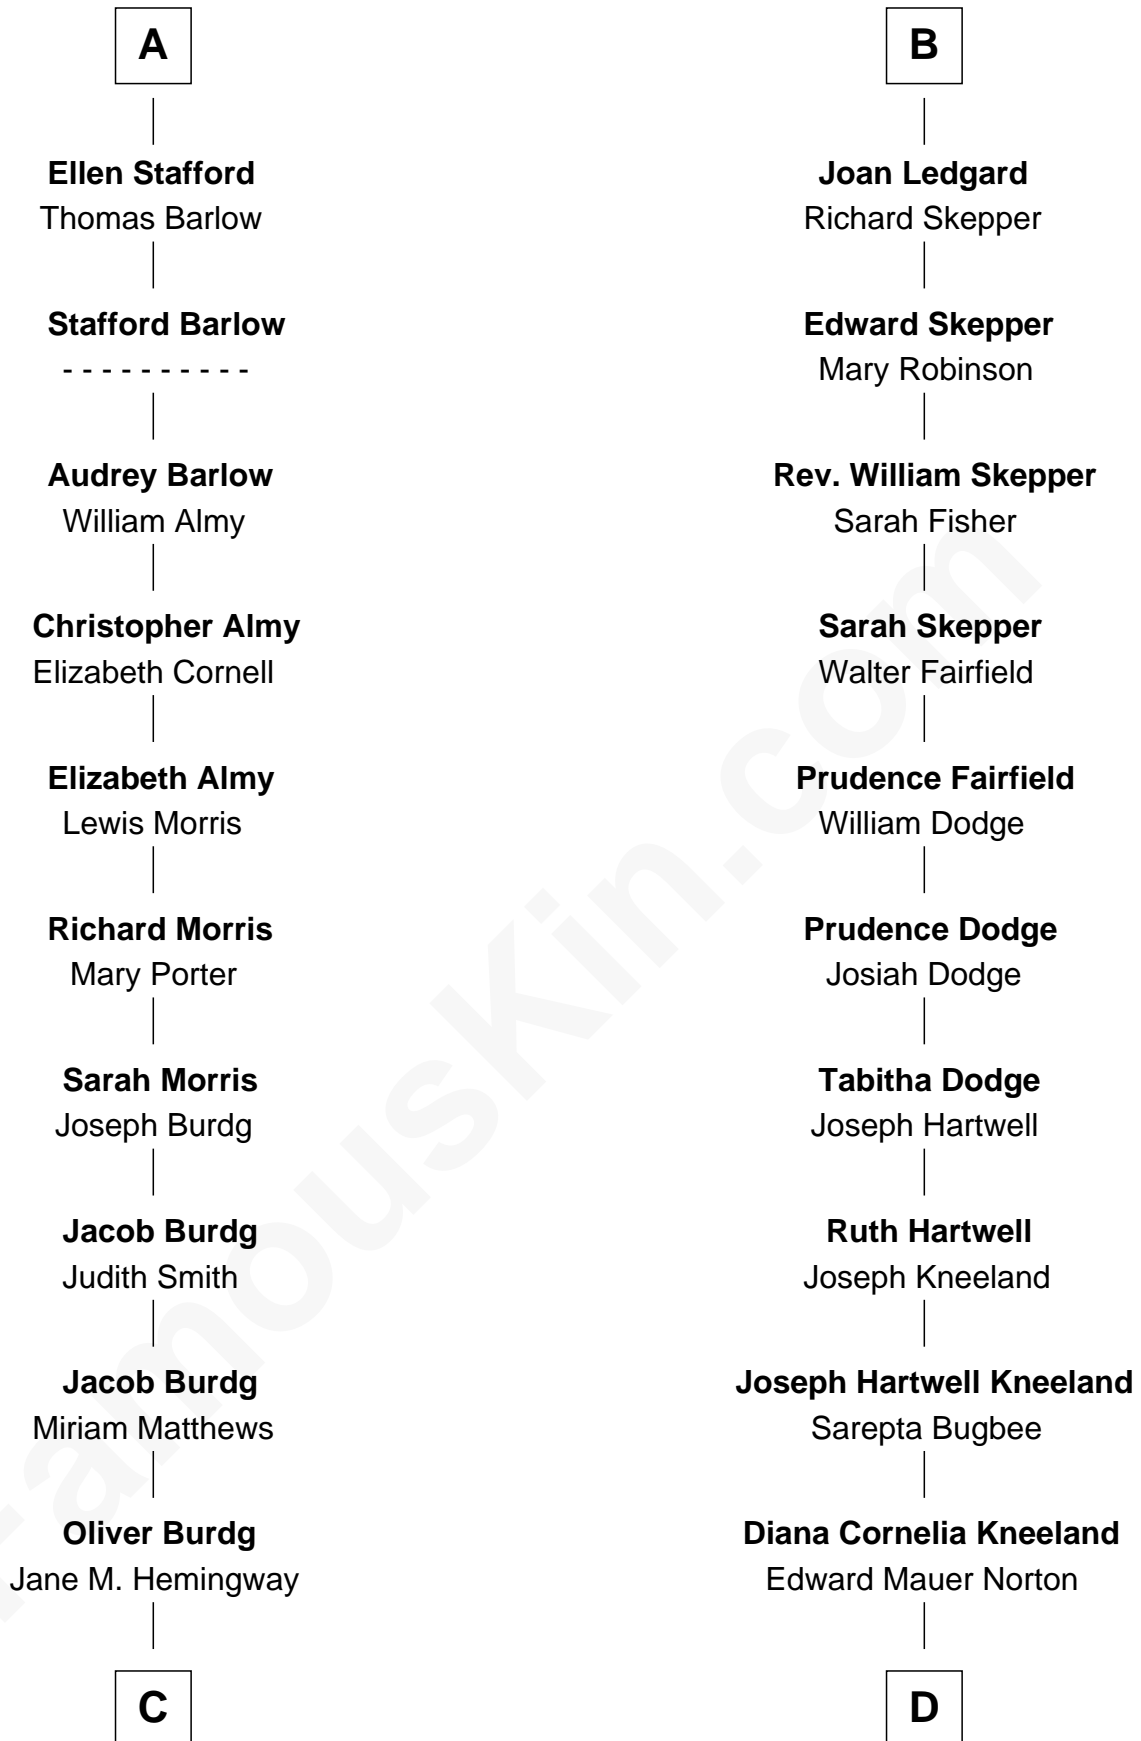 A
Ellen Stafford
Thomas Barlow
Stafford Barlow
- - - - - - - - - -
Audrey Barlow
William Almy
Christopher Almy
Elizabeth Cornell
Elizabeth Almy
Lewis Morris
Richard Morris
Mary Porter
Sarah Morris
Joseph Burdg
Jacob Burdg
Judith Smith
Jacob Burdg
Miriam Matthews
Oliver Burdg
Jane M. Hemingway
C
B
Joan Ledgard
Richard Skepper
Edward Skepper
Mary Robinson
Rev. William Skepper
Sarah Fisher
Sarah Skepper
Walter Fairfield
Prudence Fairfield
William Dodge
Prudence Dodge
Josiah Dodge
Tabitha Dodge
Joseph Hartwell
Ruth Hartwell
Joseph Kneeland
Joseph Hartwell Kneeland
Sarepta Bugbee
Diana Cornelia Kneeland
Edward Mauer Norton
D
FamousKin.com